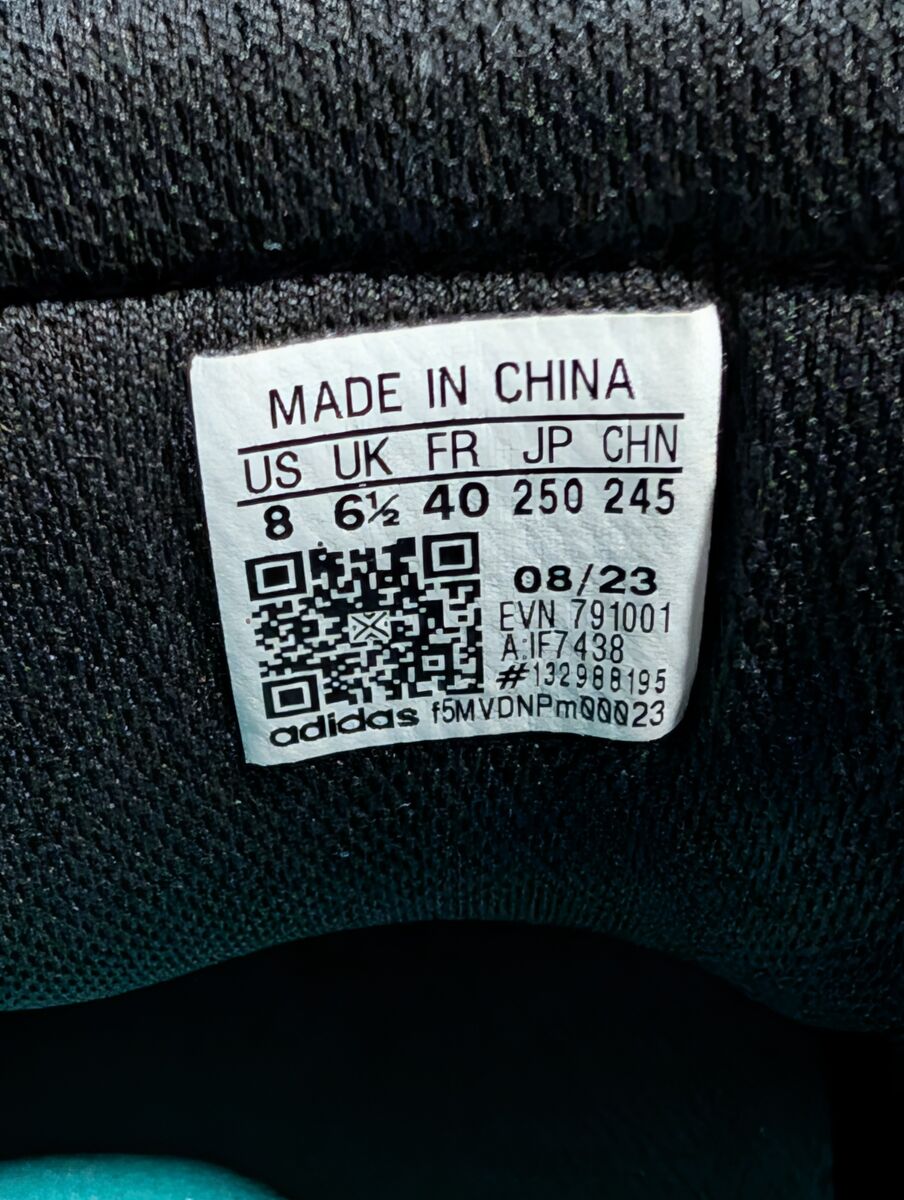 MADE IN CHINA
US UK FR JP CHN
8 6½ 40 250 245
08/23
EVN 791001
A:IF7438
#132988195
adidas f5MVDNPm00023